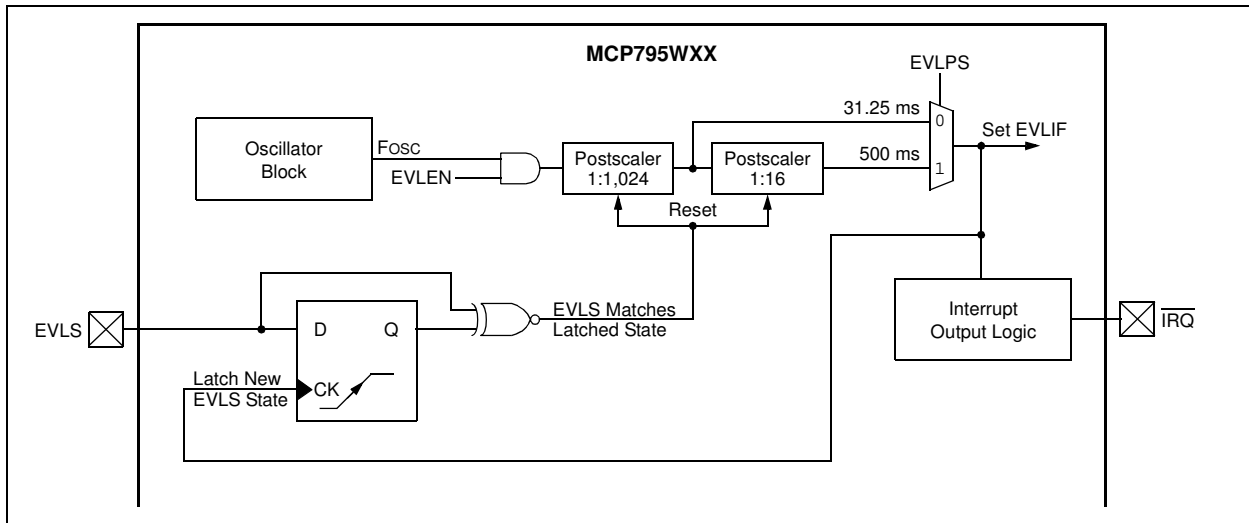 MCP795WXX
EVLPS
31.25 ms
0
Set EVLIF
Oscillator
Block
FOSC
EVLEN
Postscaler
1:1,024
Postscaler
1:16
500 ms
1
Reset
EVLS
D
Q
EVLS Matches
Latched State
Interrupt
Output Logic
IRQ
Latch New
EVLS State
CK